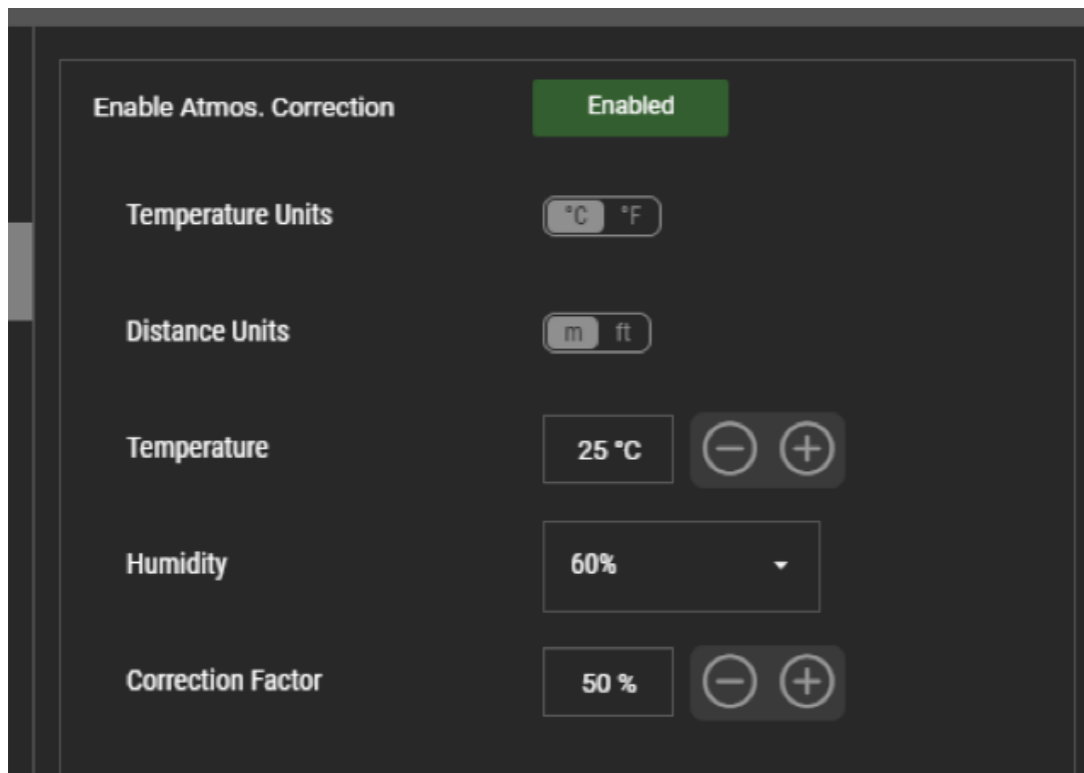 Enable Atmos. Correction Enabled
Temperature Units °C °F
Distance Units m ft
Temperature 25 °C
Humidity 60%
Correction Factor 50 %